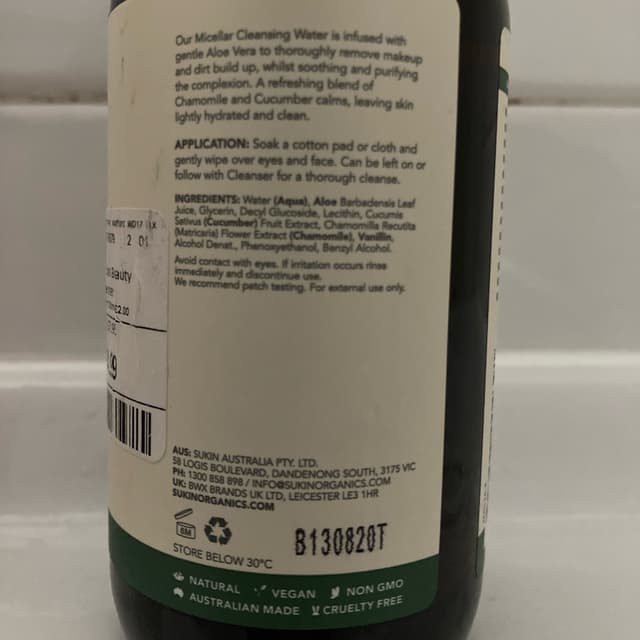 Our Micellar Cleansing Water is infused with
gentle Aloe Vera to thoroughly remove makeup
and dirt build up, whilst soothing and purifying
the complexion. A refreshing blend of
Chamomile and Cucumber calms, leaving skin
lightly hydrated and clean.
APPLICATION: Soak a cotton pad or cloth and
gently wipe over eyes and face. Can be left on or
follow with Cleanser for a thorough cleanse.
INGREDIENTS: Water (Aqua), Aloe Barbadensis Leaf
Juice, Glycerin, Decyl Glucoside, Lecithin, Cucumis
Sativus (Cucumber) Fruit Extract, Chamomilla Recutita
(Matricaria) Flower Extract (Chamomile), Vanillin,
Alcohol Denat., Phenoxyethanol, Benzyl Alcohol.
Avoid contact with eyes. If irritation occurs rinse
immediately and discontinue use.
We recommend patch testing. For external use only.
Beauty
AUS: SUKIN AUSTRALIA PTY. LTD.
58 LOGIS BOULEVARD, DANDENONG SOUTH, 3175 VIC
PH: 1300 858 898 / INFO@SUKINORGANICS.COM
UK: BWX BRANDS UK LTD, LEICESTER LE3 1HR
SUKINORGANICS.COM
6M
B130820T
STORE BELOW 30°C
NATURAL VEGAN NON GMO
AUSTRALIAN MADE CRUELTY FREE